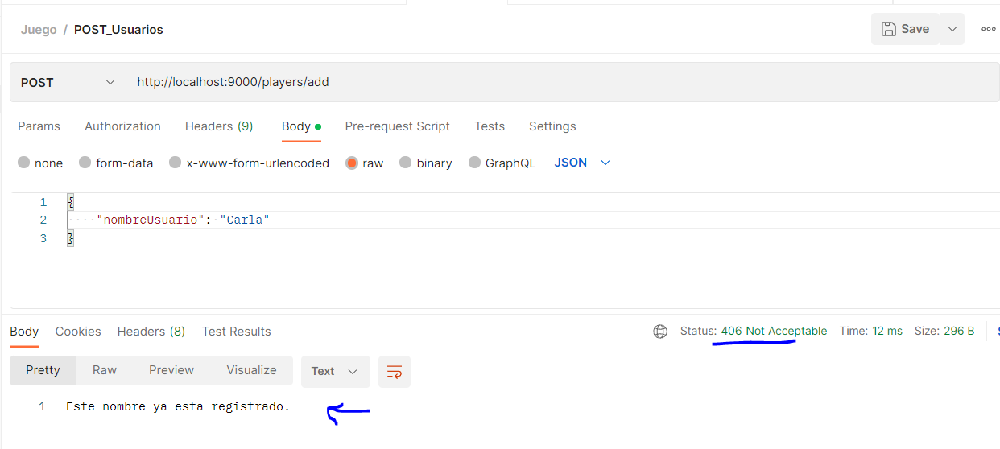 Juego / POST_Usuarios
Save
POST
http://localhost:9000/players/add
Params Authorization Headers (9) Body Pre-request Script Tests Settings
none form-data x-www-form-urlencoded raw binary GraphQL JSON
1 {
2 "nombreUsuario": "Carla"
3 }
Body Cookies Headers (8) Test Results Status: 406 Not Acceptable Time: 12 ms Size: 296 B
Pretty Raw Preview Visualize Text
1 Este nombre ya esta registrado.